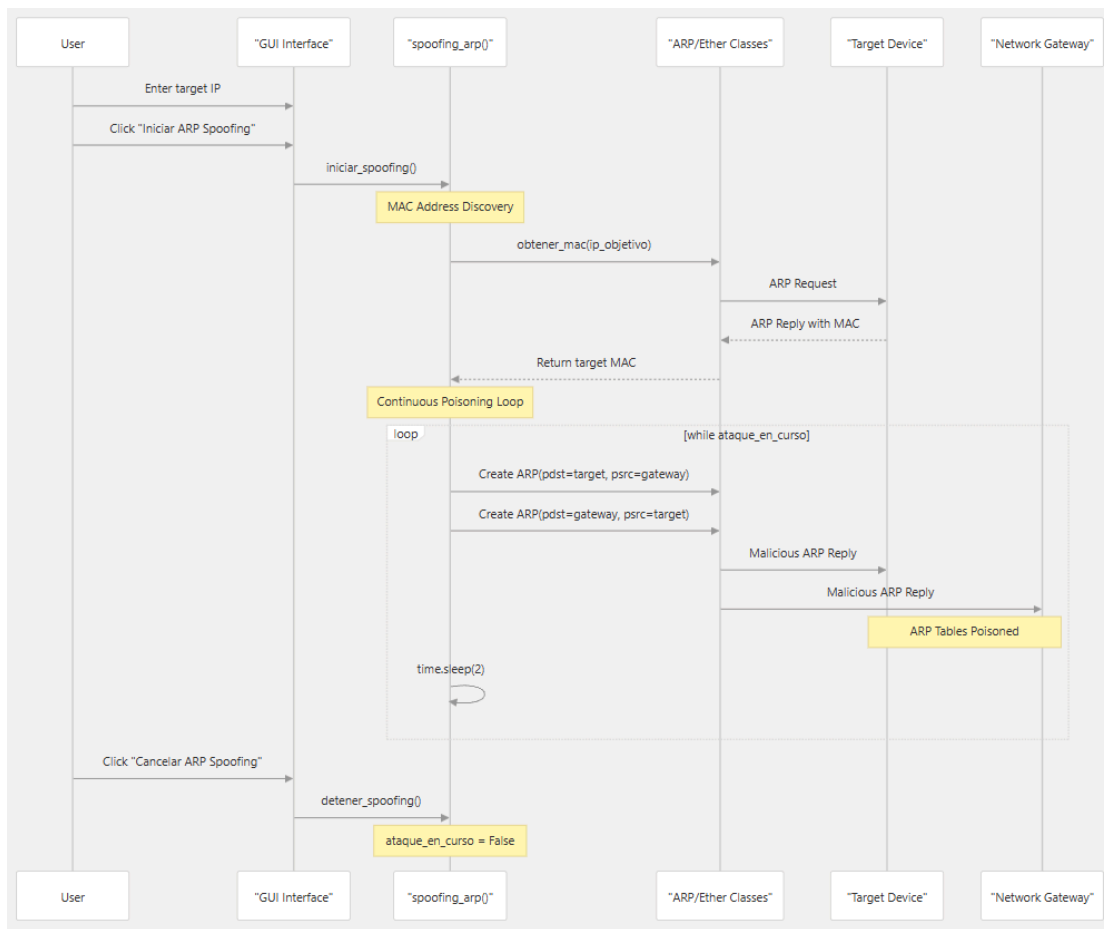 User
"GUI Interface"
"spoofing_arp()"
"ARP/Ether Classes"
"Target Device"
"Network Gateway"
Enter target IP
Click "Iniciar ARP Spoofing"
iniciar_spoofing()
MAC Address Discovery
obtener_mac(ip_objetivo)
ARP Request
ARP Reply with MAC
Return target MAC
Continuous Poisoning Loop
loop
[while ataque_en_curso]
Create ARP(pdst=target, psrc=gateway)
Create ARP(pdst=gateway, psrc=target)
Malicious ARP Reply
Malicious ARP Reply
ARP Tables Poisoned
time.sleep(2)
Click "Cancelar ARP Spoofing"
detener_spoofing()
ataque_en_curso = False
User
"GUI Interface"
"spoofing_arp()"
"ARP/Ether Classes"
"Target Device"
"Network Gateway"